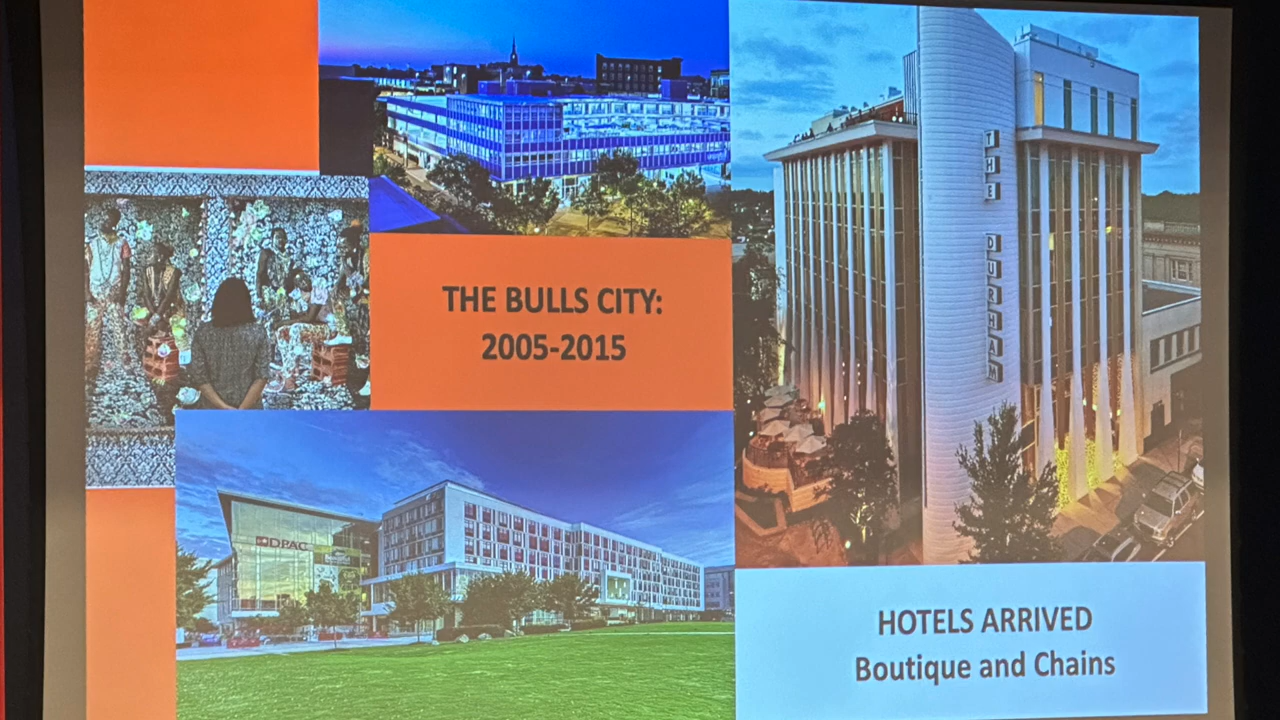 THE BULLS CITY:
2005-2015
THE DURHAM
DPAC
HOTELS ARRIVED
Boutique and Chains